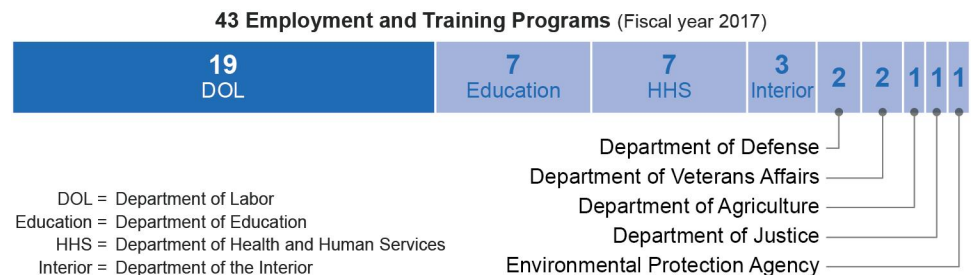 43 Employment and Training Programs (Fiscal year 2017)
19 7 7 3 2 2 1 1 1
DOL Education HHS Interior
Department of Defense
Department of Veterans Affairs
Department of Agriculture
Department of Justice
Environmental Protection Agency
DOL = Department of Labor
Education = Department of Education
HHS = Department of Health and Human Services
Interior = Department of the Interior